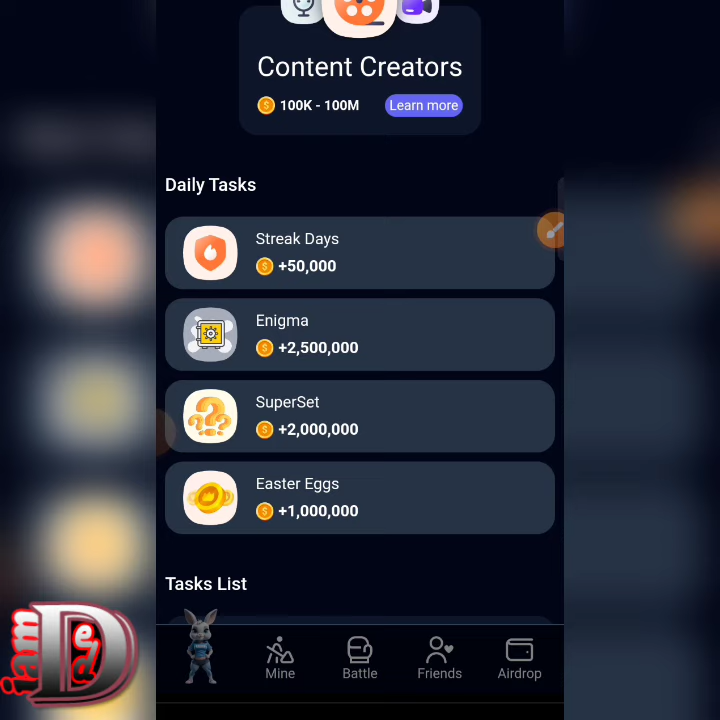 Content Creators
100K - 100M
Learn more
Daily Tasks
Streak Days
+50,000
Enigma
+2,500,000
SuperSet
+2,000,000
Easter Eggs
+1,000,000
Tasks List
Mine
Battle
Friends
Airdrop